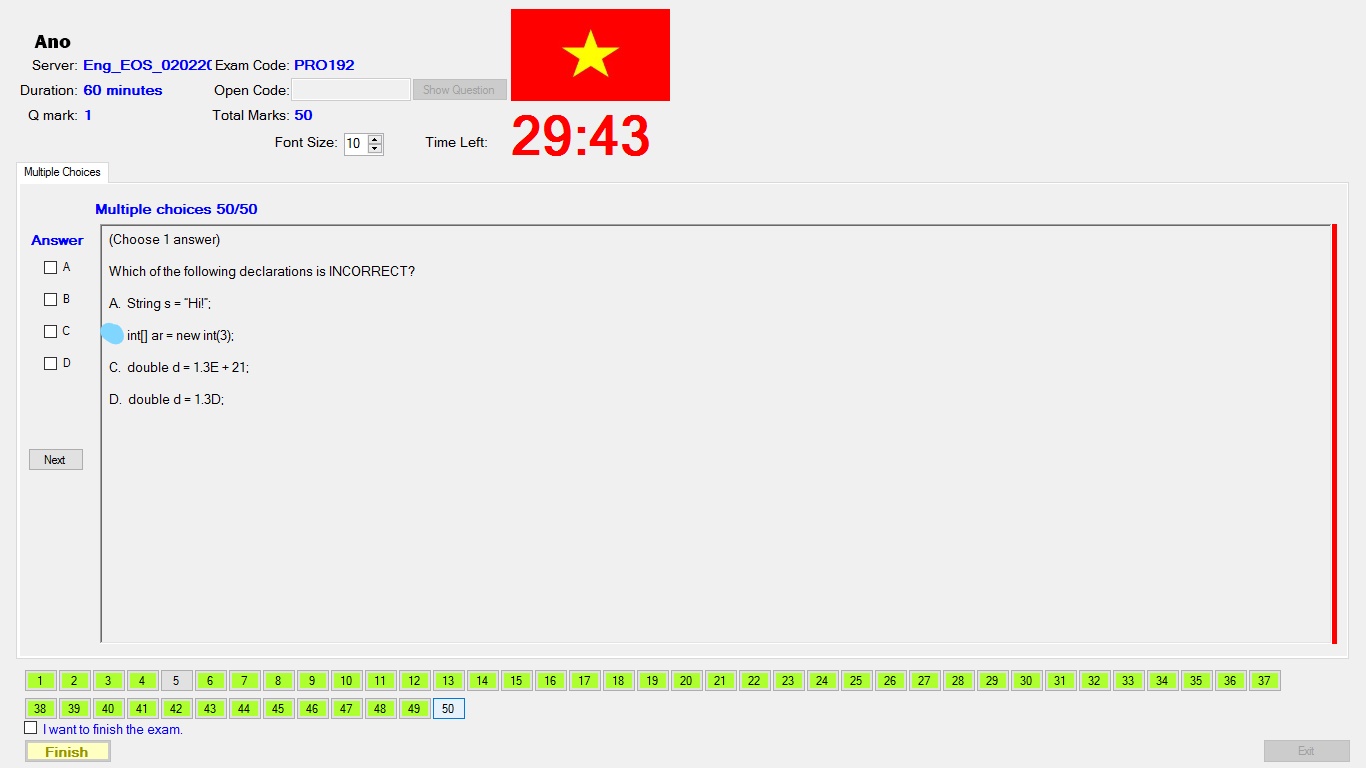 Ano
Server: Eng_EOS_020220 Exam Code: PRO192
Duration: 60 minutes Open Code: Show Question
Q mark: 1 Total Marks: 50
Font Size: 10 Time Left: 29:43
Multiple Choices
Multiple choices 50/50
Answer
(Choose 1 answer)
Which of the following declarations is INCORRECT?
A
B
C
D
A. String s = "Hi!";
int[] ar = new int(3);
C. double d = 1.3E + 21;
D. double d = 1.3D;
Next
1 2 3 4 5 6 7 8 9 10 11 12 13 14 15 16 17 18 19 20 21 22 23 24 25 26 27 28 29 30 31 32 33 34 35 36 37
38 39 40 41 42 43 44 45 46 47 48 49 50
I want to finish the exam.
Finish
Exit